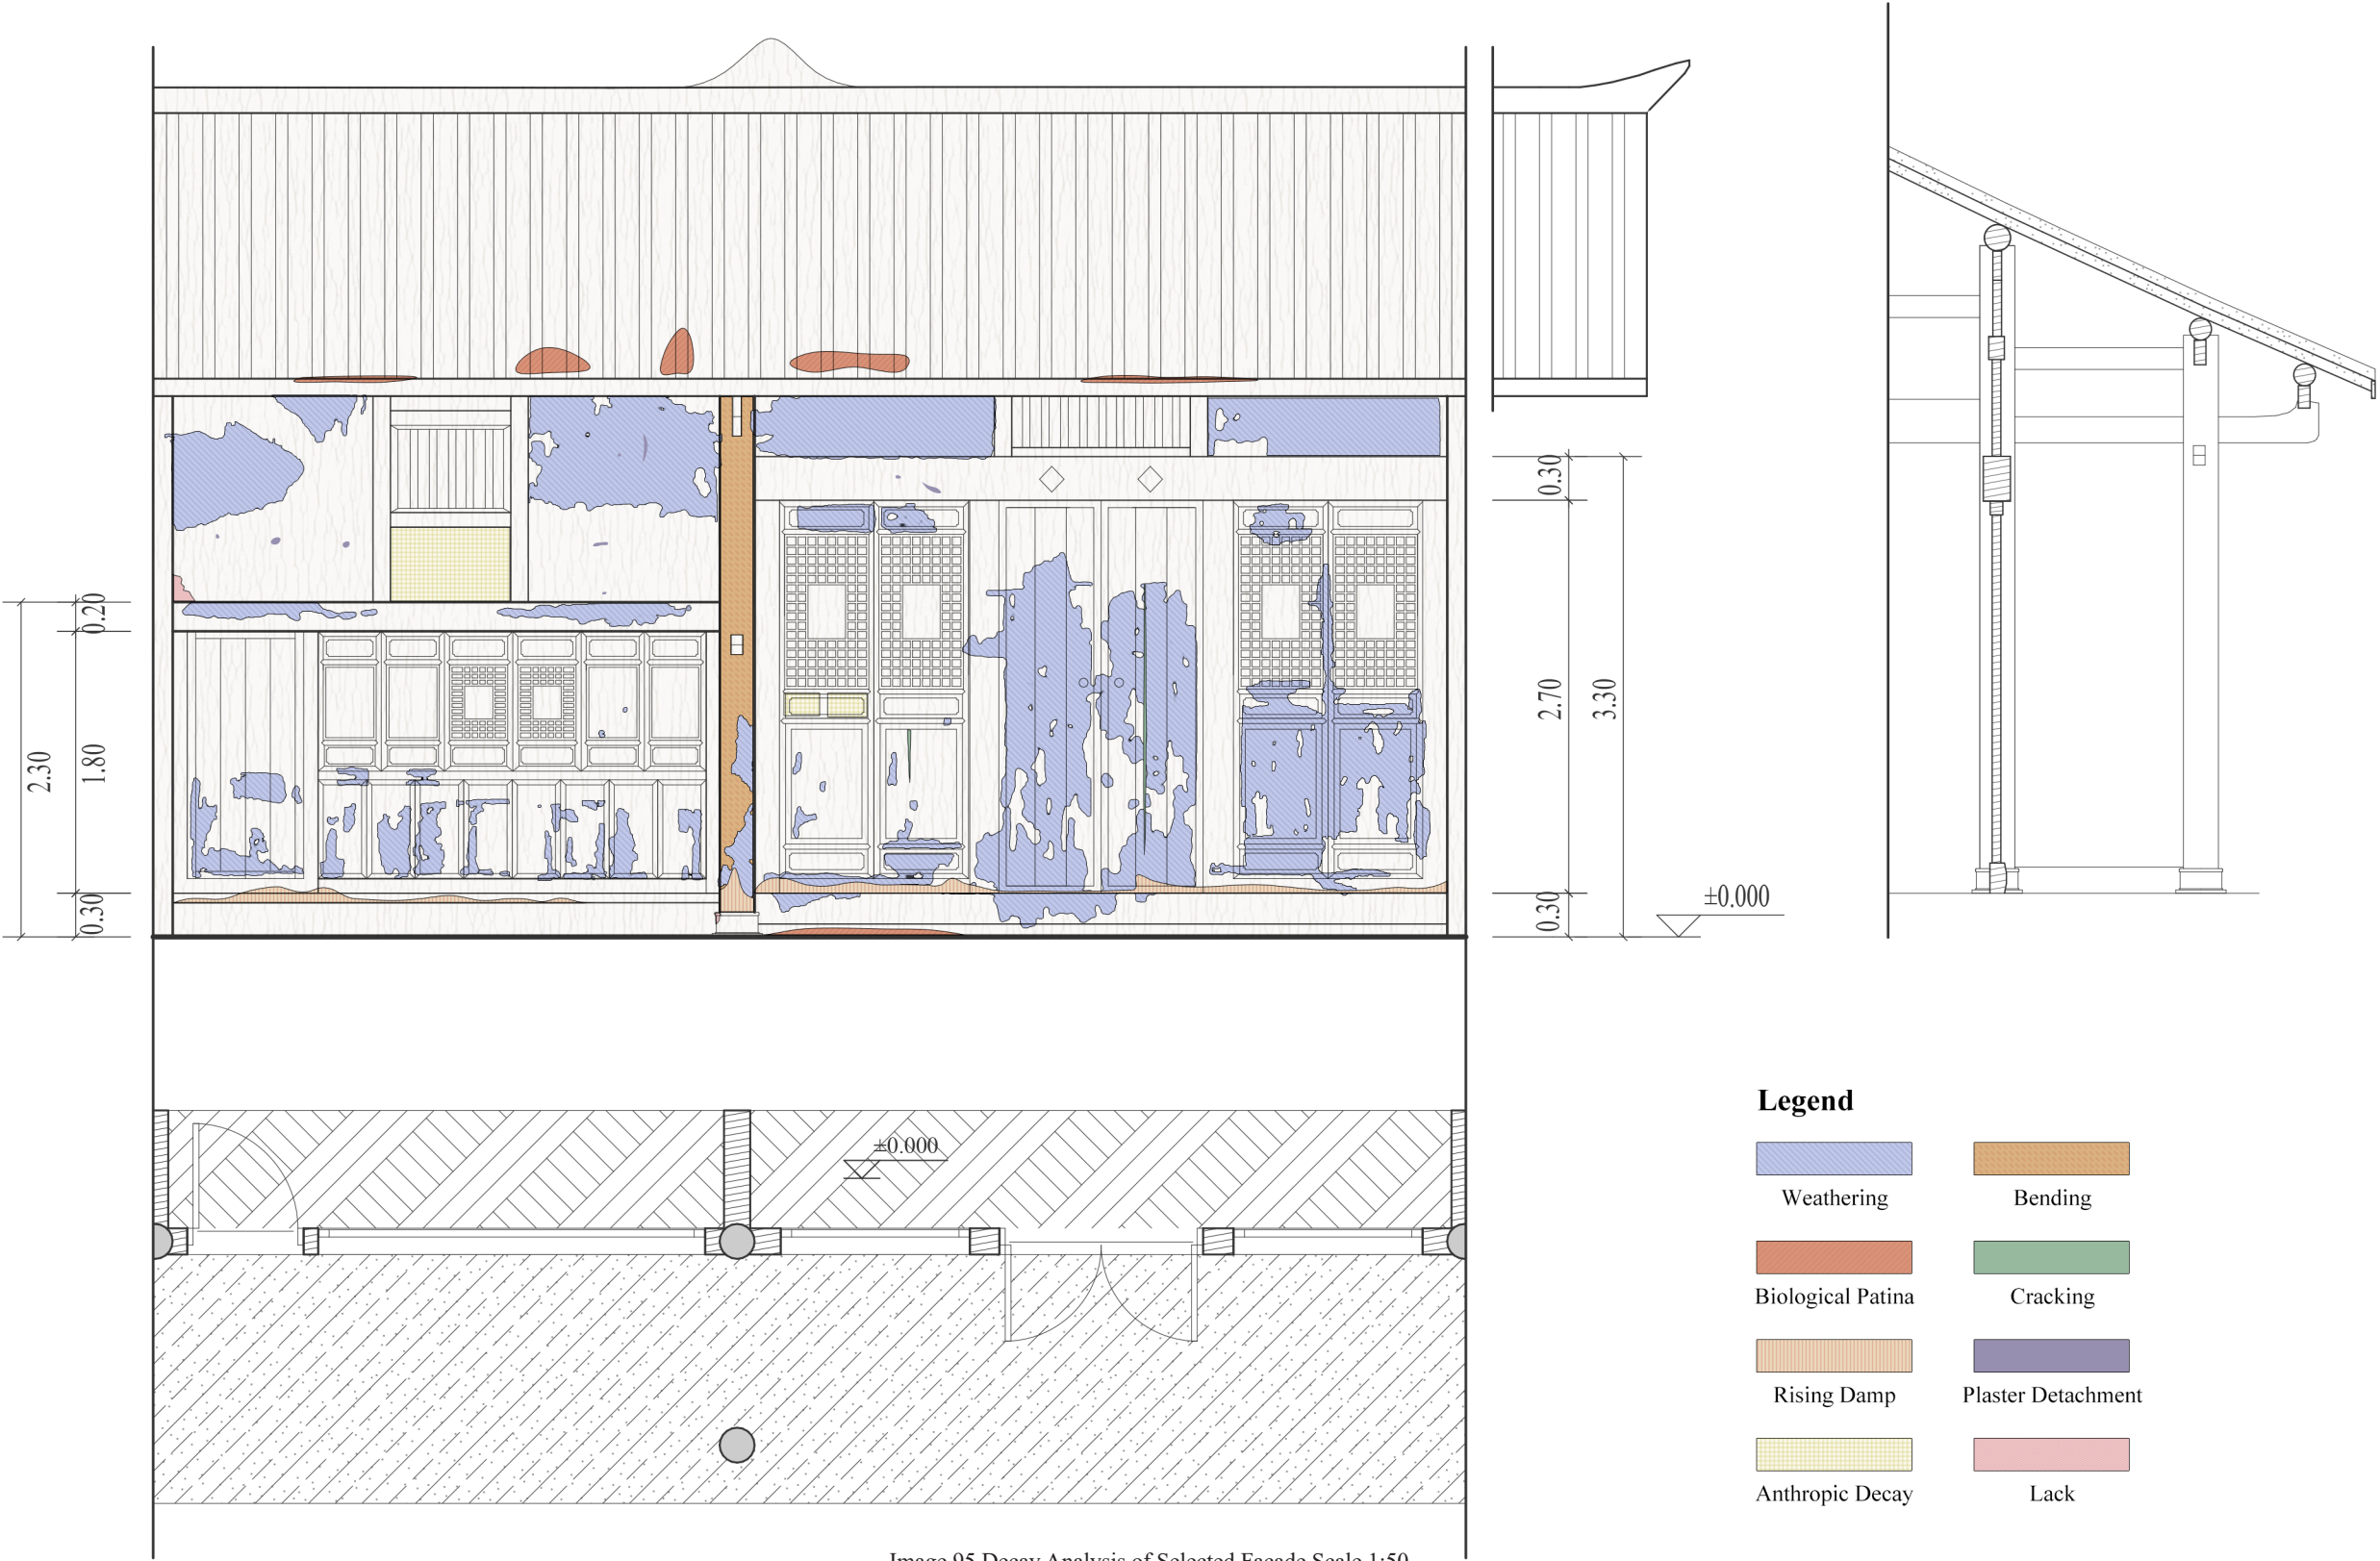 0.20
2.30
1.80
0.30
0.30
2.70
3.30
0.30
±0.000
±0.000
Legend
Weathering
Bending
Biological Patina
Cracking
Rising Damp
Plaster Detachment
Anthropic Decay
Lack
Image 95 Decay Analysis of Selected Facade Scale 1:50